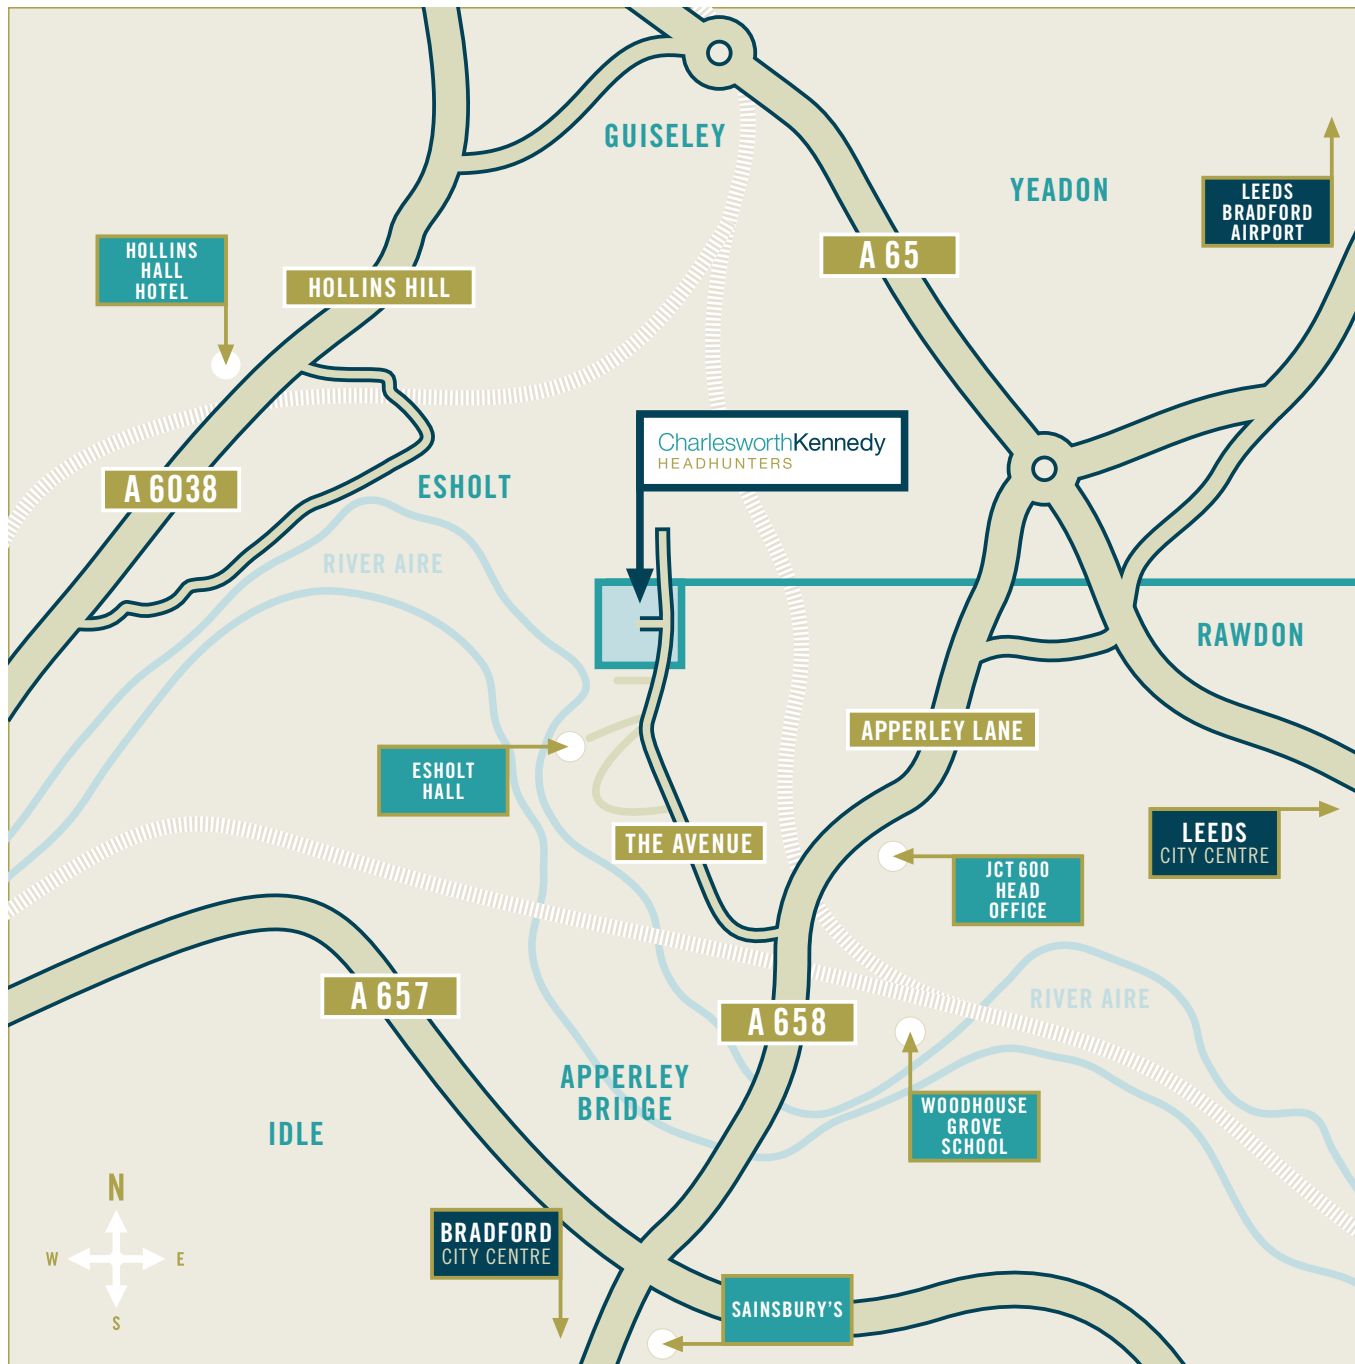 GUISELEY
YEADON
LEEDS
BRADFORD
AIRPORT
HOLLINS
HALL
HOTEL
HOLLINS HILL
A 65
CharlesworthKennedy
HEADHUNTERS
A 6038
ESHOLT
RIVER AIRE
RAWDON
APPERLEY LANE
ESHOLT
HALL
THE AVENUE
LEEDS
CITY CENTRE
JCT 600
HEAD
OFFICE
A 657
A 658
RIVER AIRE
APPERLEY
BRIDGE
WOODHOUSE
GROVE
SCHOOL
IDLE
N
W
E
S
BRADFORD
CITY CENTRE
SAINSBURY'S